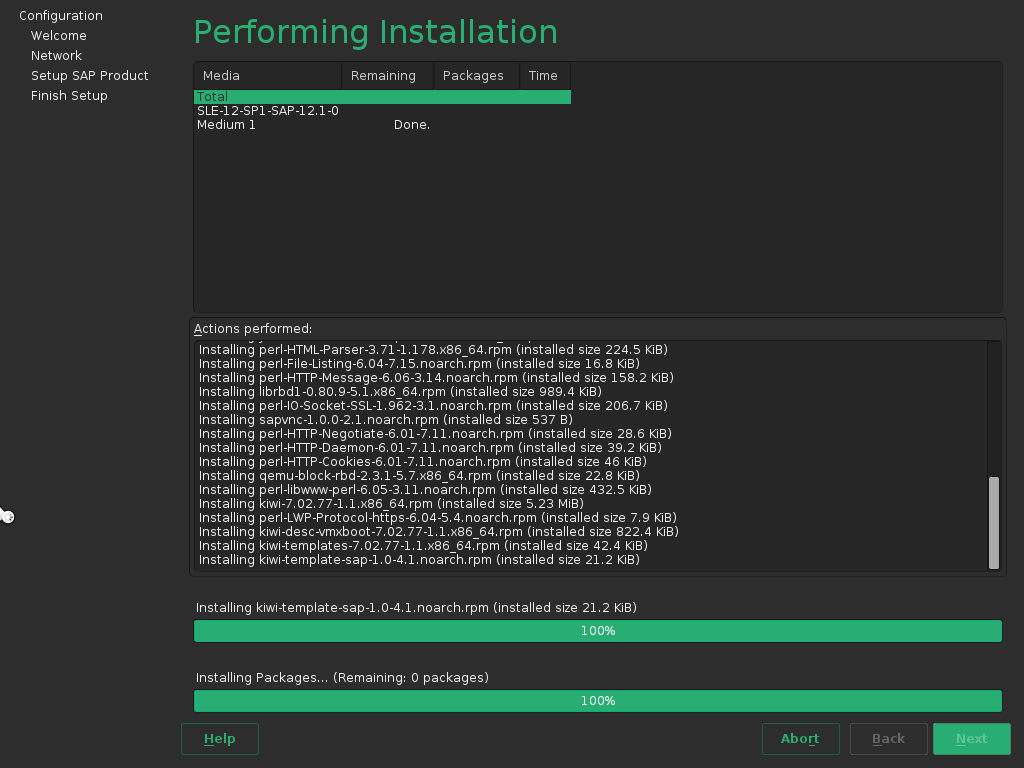 Configuration
Welcome
Network
Setup SAP Product
Finish Setup
Performing Installation
Media Remaining Packages Time
Total
SLE-12-SP1-SAP-12.1-0
Medium 1 Done.
Actions performed:
Installing perl-HTML-Parser-3.71-1.178.x86_64.rpm (installed size 224.5 KiB)
Installing perl-File-Listing-6.04-7.15.noarch.rpm (installed size 16.8 KiB)
Installing perl-HTTP-Message-6.06-3.14.noarch.rpm (installed size 158.2 KiB)
Installing librbd1-0.80.9-5.1.x86_64.rpm (installed size 989.4 KiB)
Installing perl-IO-Socket-SSL-1.962-3.1.noarch.rpm (installed size 206.7 KiB)
Installing sapvnc-1.0.0-2.1.noarch.rpm (installed size 537 B)
Installing perl-HTTP-Negotiate-6.01-7.11.noarch.rpm (installed size 28.6 KiB)
Installing perl-HTTP-Daemon-6.01-7.11.noarch.rpm (installed size 39.2 KiB)
Installing perl-HTTP-Cookies-6.01-7.11.noarch.rpm (installed size 46 KiB)
Installing qemu-block-rbd-2.3.1-5.7.x86_64.rpm (installed size 22.8 KiB)
Installing perl-libwww-perl-6.05-3.11.noarch.rpm (installed size 432.5 KiB)
Installing kiwi-7.02.77-1.1.x86_64.rpm (installed size 5.23 MiB)
Installing perl-LWP-Protocol-https-6.04-5.4.noarch.rpm (installed size 7.9 KiB)
Installing kiwi-desc-vmxboot-7.02.77-1.1.x86_64.rpm (installed size 822.4 KiB)
Installing kiwi-templates-7.02.77-1.1.x86_64.rpm (installed size 42.4 KiB)
Installing kiwi-template-sap-1.0-4.1.noarch.rpm (installed size 21.2 KiB)
Installing kiwi-template-sap-1.0-4.1.noarch.rpm (installed size 21.2 KiB)
100%
Installing Packages... (Remaining: 0 packages)
100%
Help Abort Back Next